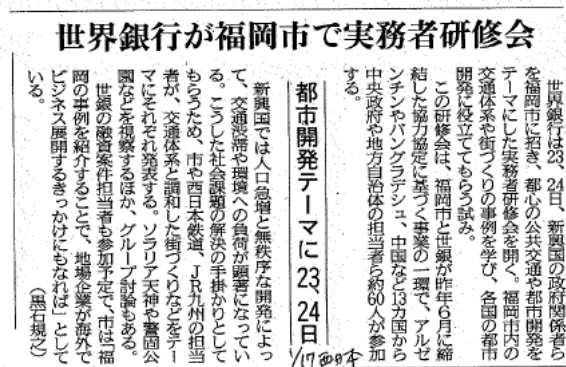 世界銀行が福岡市で実務者研修会
世界銀行は23、24日、新興国の政府関係者ら
を福岡市に招き、都心の公共交通や都市開発を
テーマにした実務者研修会を開く。福岡市内の
交通体系や街づくりの事例を学び、各国の都市
開発に役立ててもらう試み。
この研修会は、福岡市と世銀が昨年6月に締
結した協力協定に基づく事業の一環で、アルゼ
ンチンやバングラデシュ、中国など13カ国から
中央政府や地方自治体の担当者ら約60人が参加
する。
都市開発テーマに 23、24日
新興国では人口急増と無秩序な開発によっ
て、交通渋滞や環境への負荷が顕著になってい
る。こうした社会課題の解決の手掛かりとして
もらうため、市や西日本鉄道、JR九州の担当
者が、交通体系と調和した街づくりなどをテー
マにそれぞれ発表する。ソラリア天神や警固公
園などを視察するほか、グループ討論もある。
世銀の融資案件担当者も参加予定で、市は「福
岡の事例を紹介することで、地場企業が海外で
ビジネス展開するきっかけにもなれば」として
いる。
(黒石規之)
1/17西日本